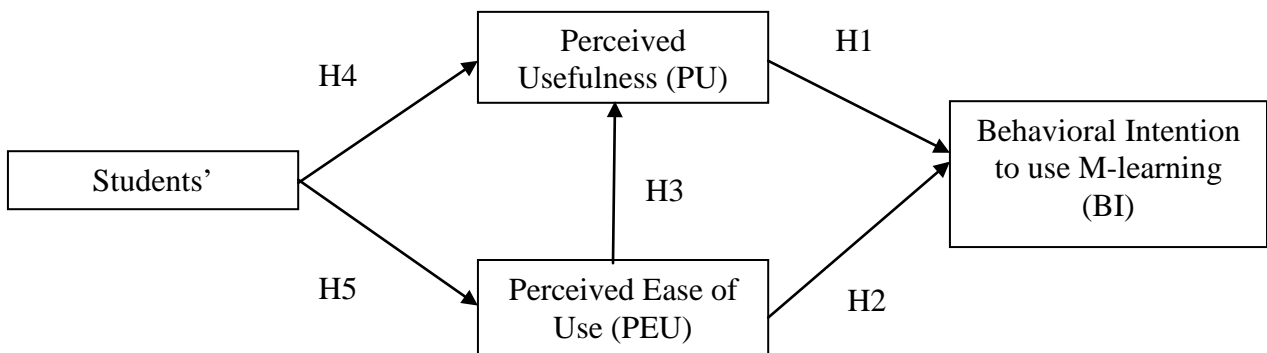 Perceived
Usefulness (PU)
H1
H4
Behavioral Intention
to use M-learning
(BI)
Students’
H3
H5
Perceived Ease of
Use (PEU)
H2